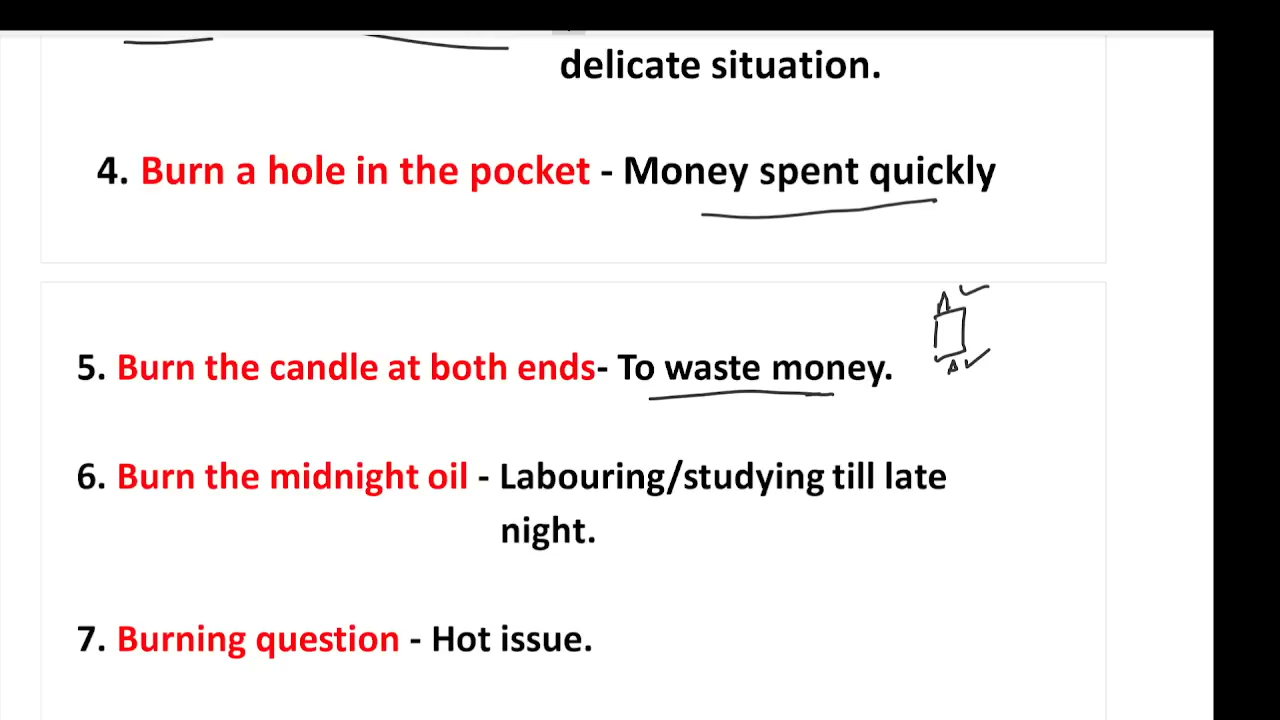 delicate situation.
4. Burn a hole in the pocket - Money spent quickly
5. Burn the candle at both ends- To waste money.
6. Burn the midnight oil - Labouring/studying till late
night.
7. Burning question - Hot issue.